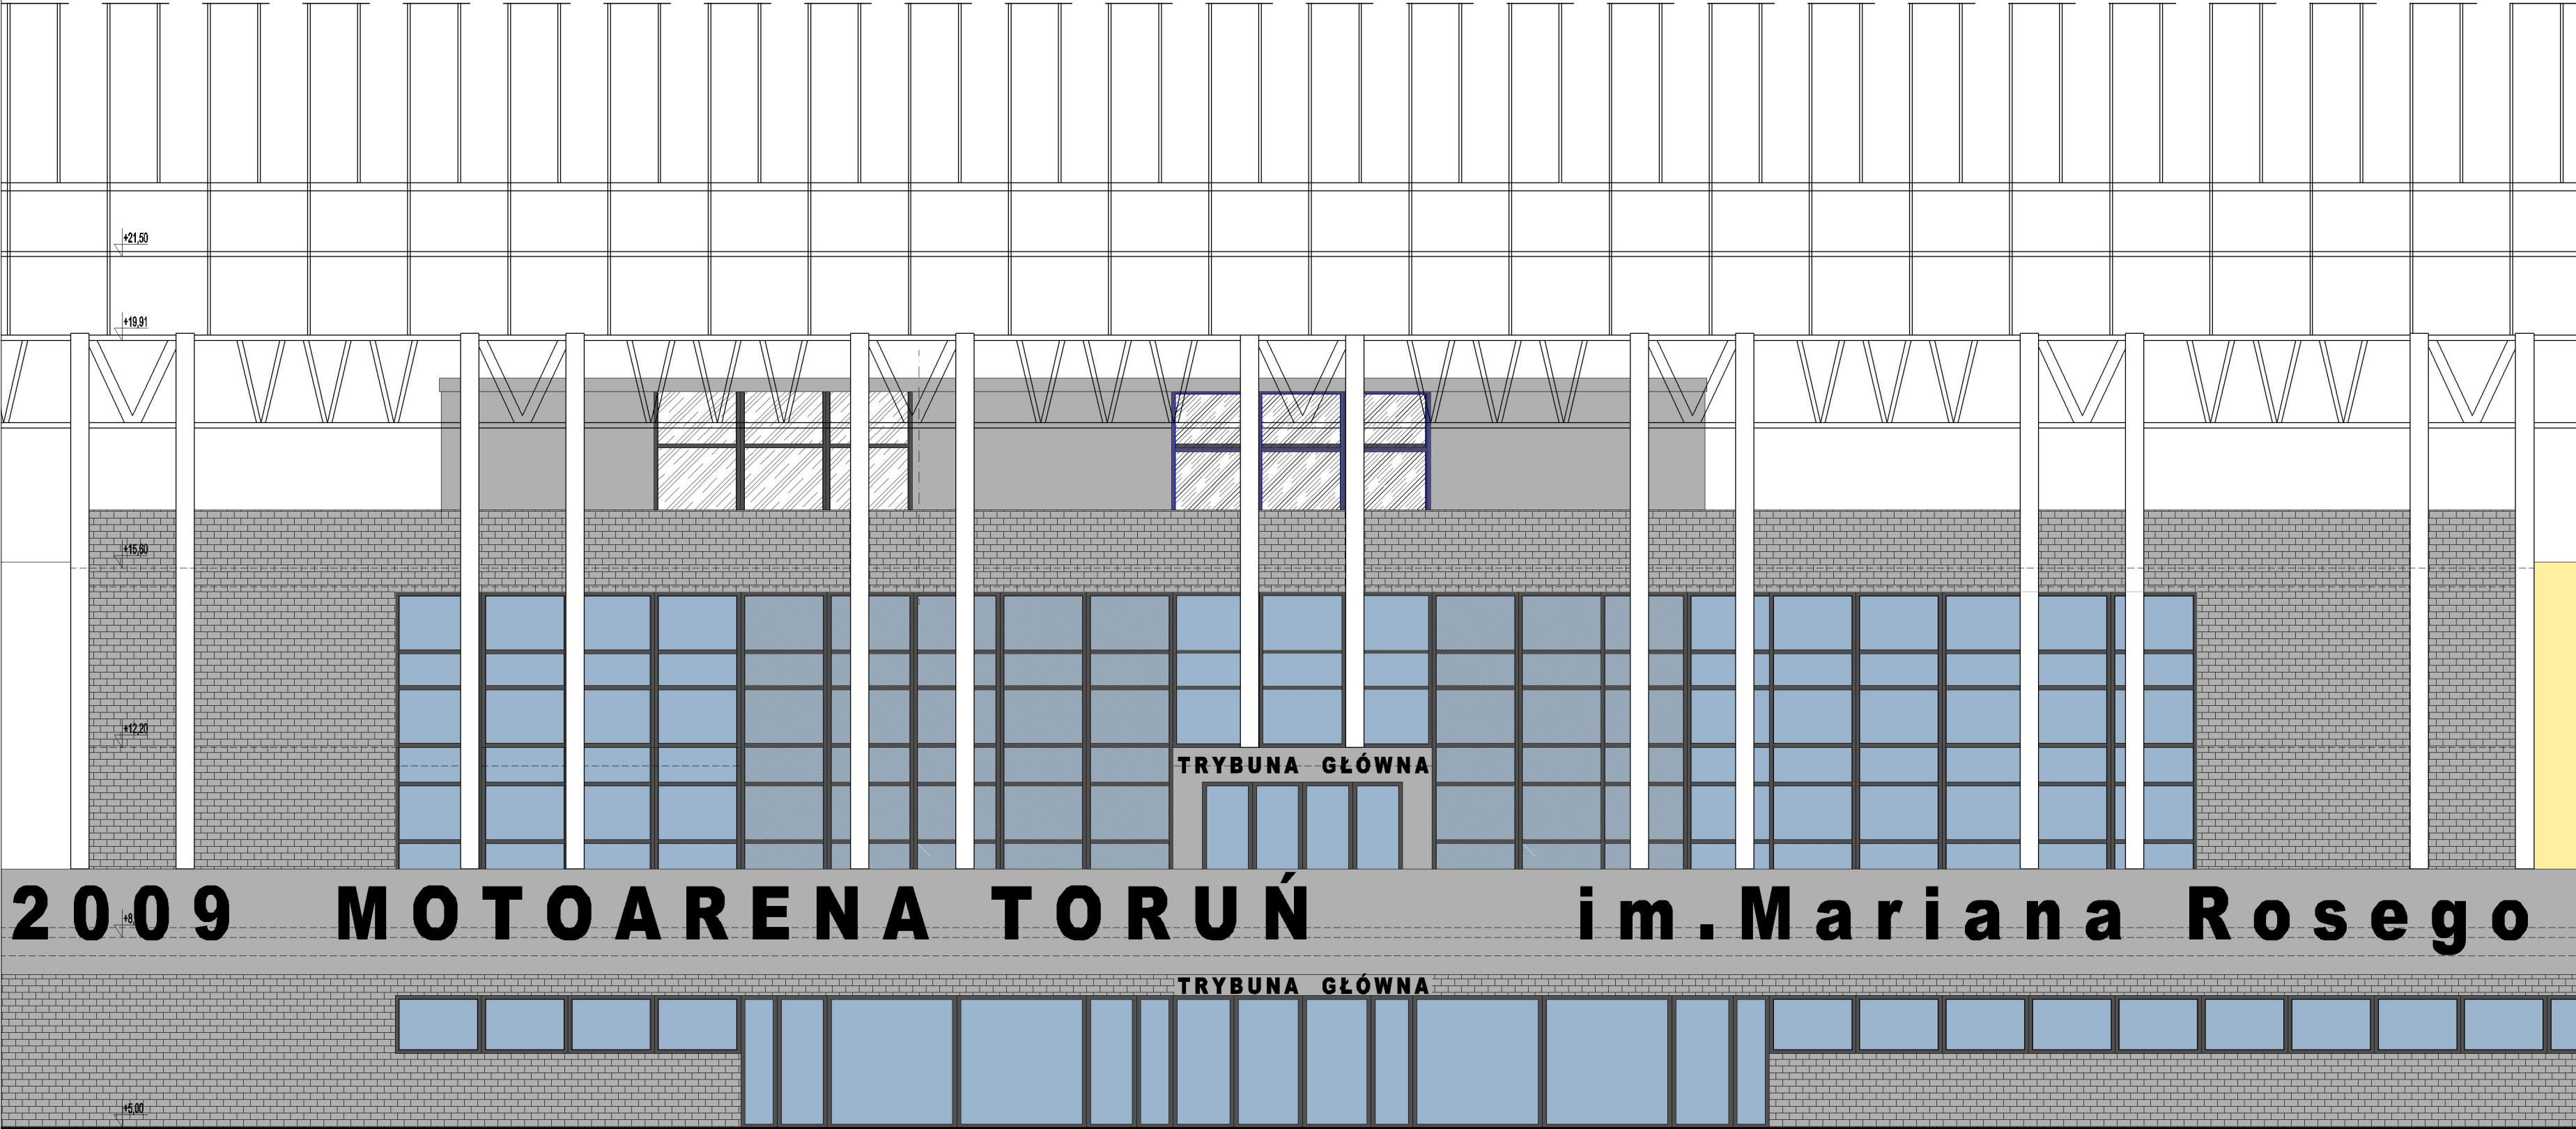 +21,50
+19,91
+15,60
+12,20
TRYBUNA GŁÓWNA
2009 MOTOARENA TORUŃ im.Mariana Rosego
+8,
TRYBUNA GŁÓWNA
+5,00